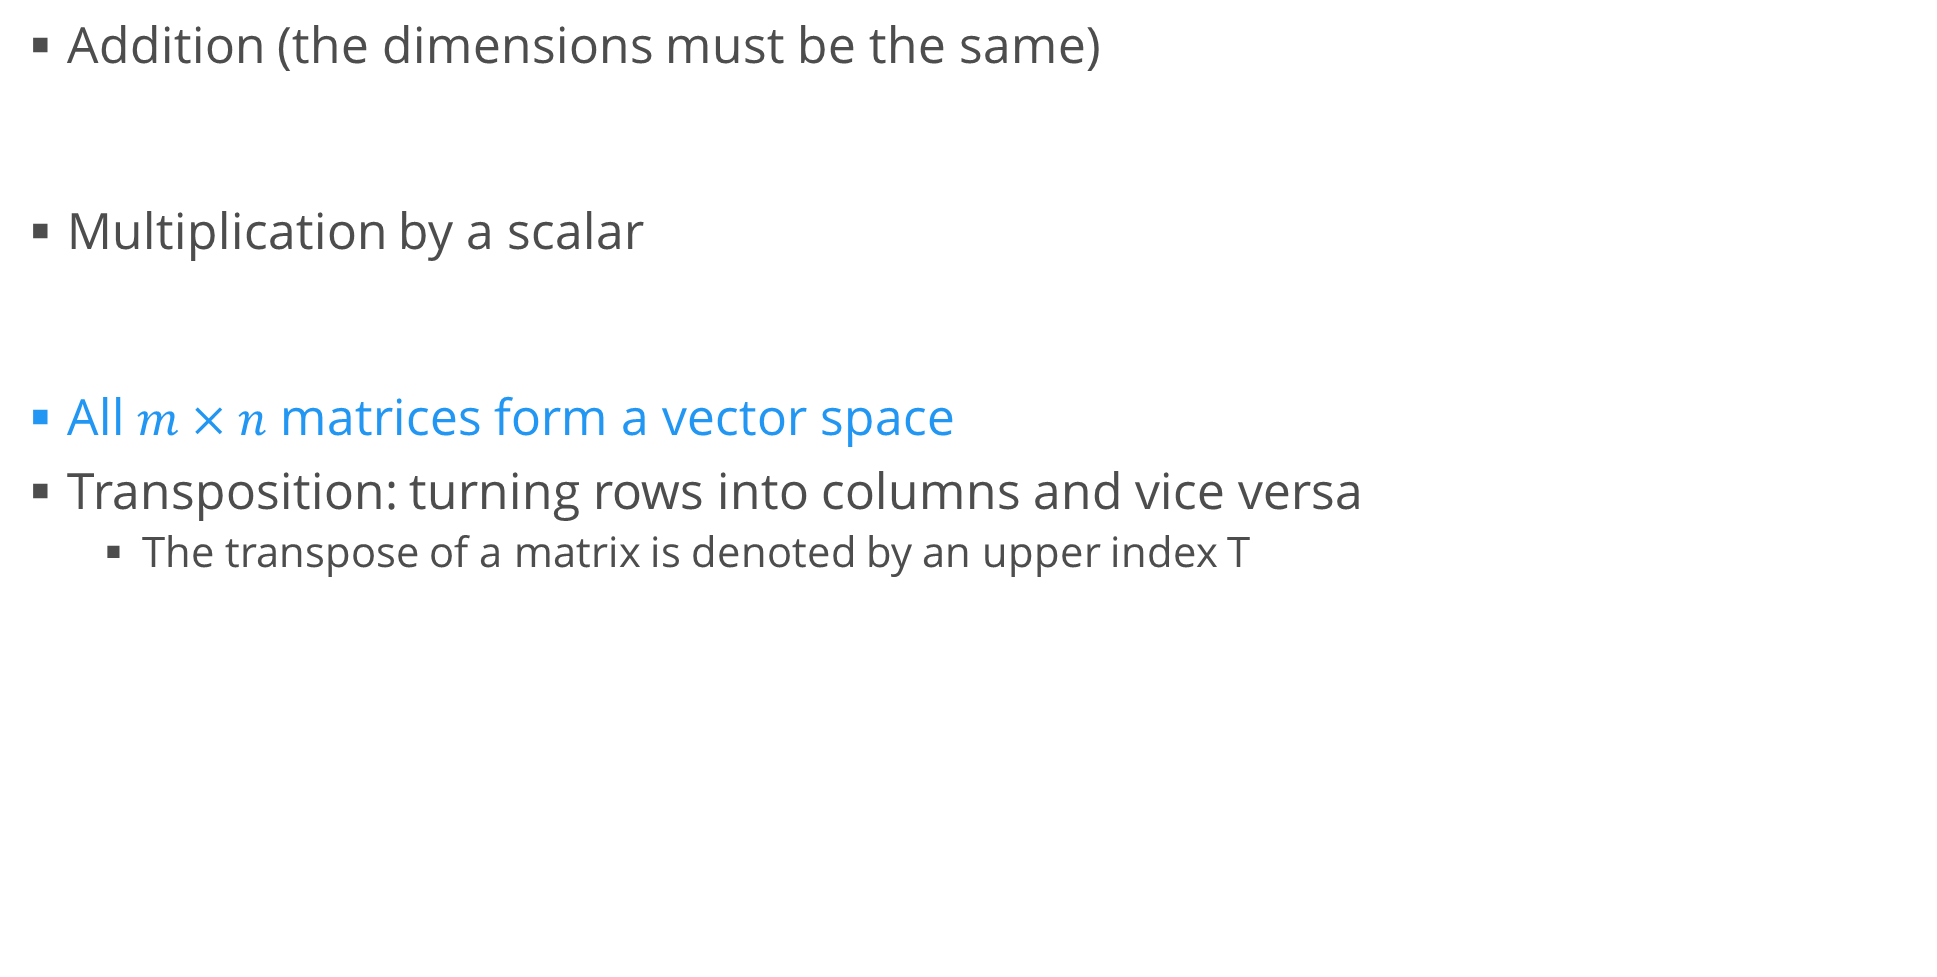 ▪ Addition (the dimensions must be the same)
▪ Multiplication by a scalar
▪ All 𝑚 × 𝑛 matrices form a vector space
▪ Transposition: turning rows into columns and vice versa
▪ The transpose of a matrix is denoted by an upper index T